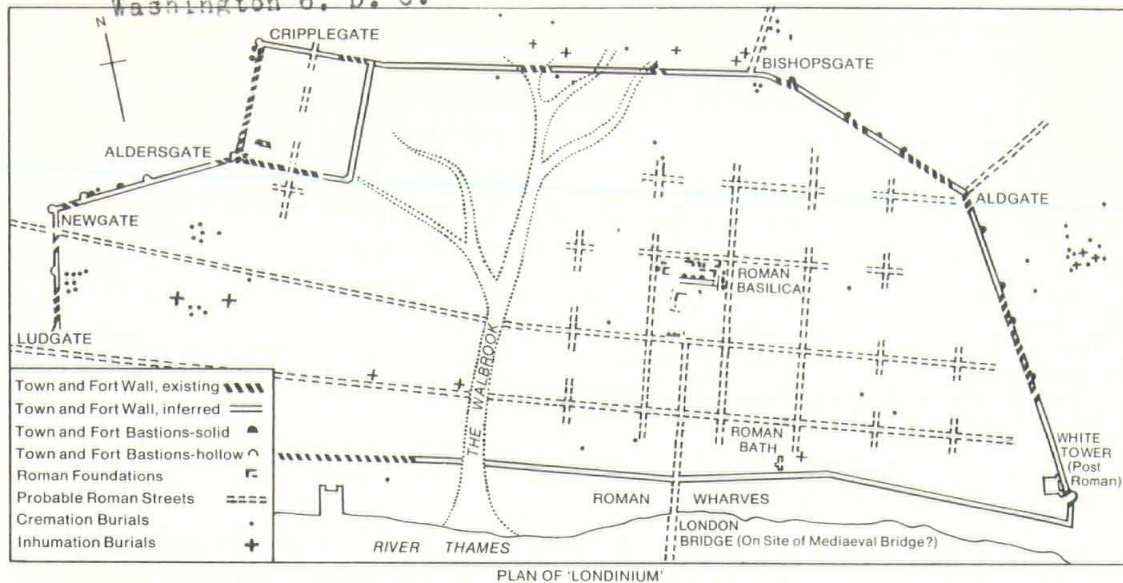 Washington 6. D. C.
N
CRIPPLEGATE
BISHOPSGATE
ALDERSGATE
ALDGATE
NEWGATE
ROMAN
BASILICA
LUDGATE
THE WALBROOK
Town and Fort Wall, existing
Town and Fort Wall, inferred
Town and Fort Bastions-solid
Town and Fort Bastions-hollow
Roman Foundations
Probable Roman Streets
Cremation Burials
Inhumation Burials
ROMAN
BATH
WHITE
TOWER
(Post
Roman)
ROMAN WHARVES
LONDON
BRIDGE (On Site of Mediaeval Bridge?)
RIVER THAMES
PLAN OF 'LONDINIUM'